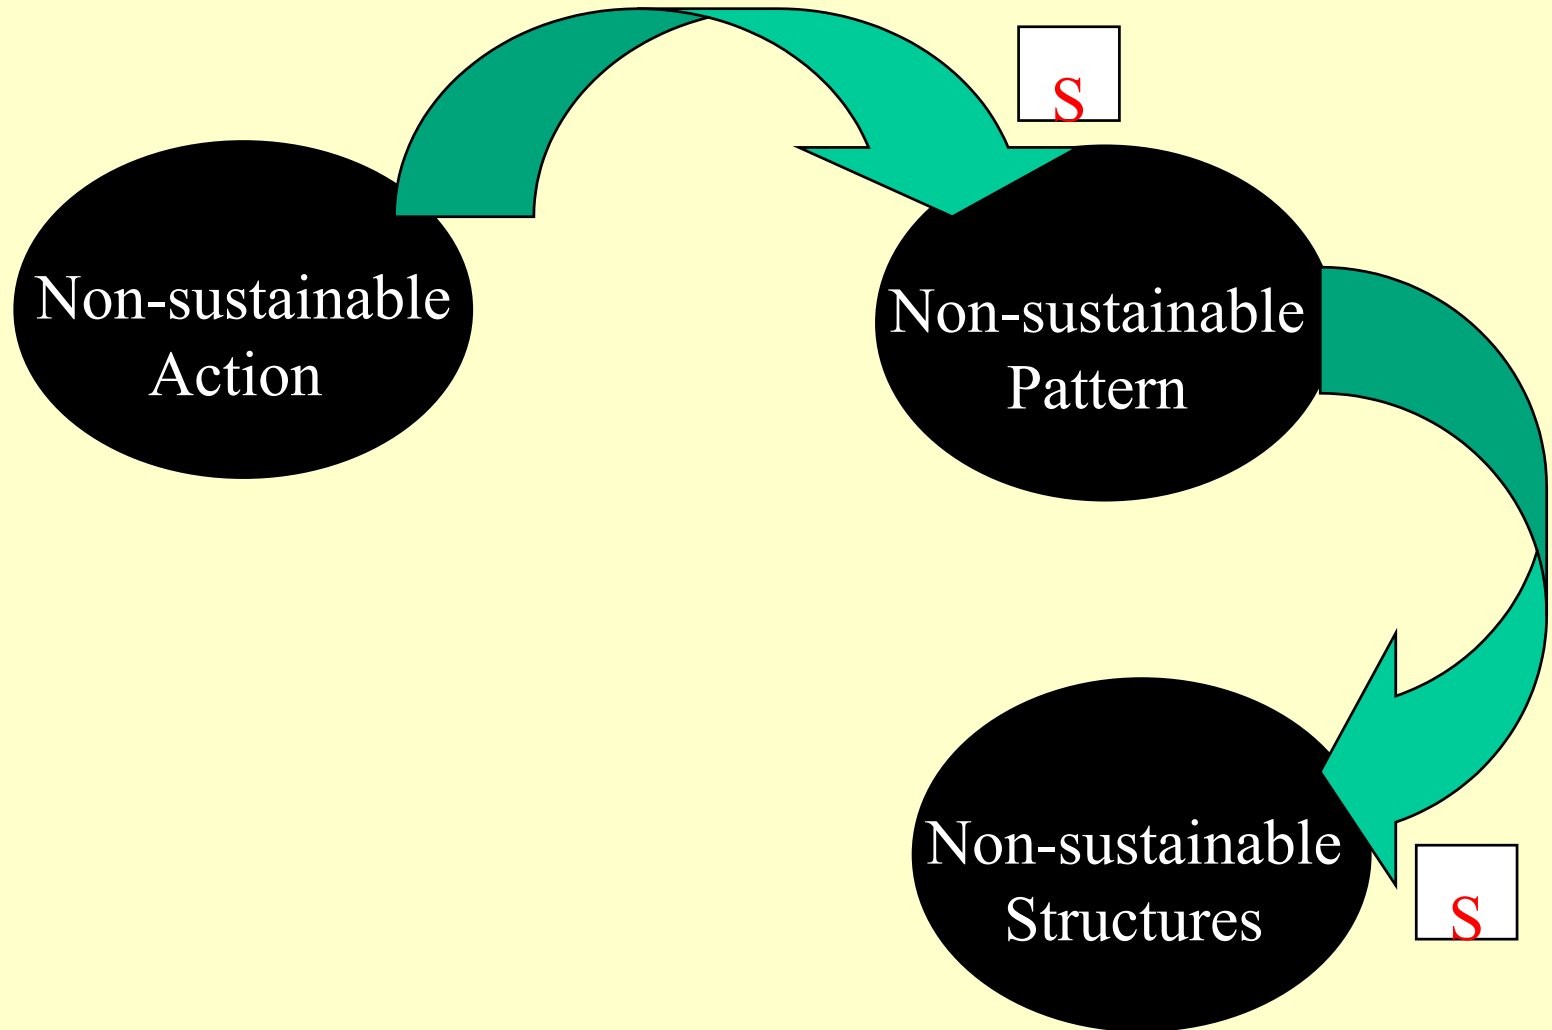 S
Non-sustainable
Action
Non-sustainable
Pattern
Non-sustainable
Structures
S